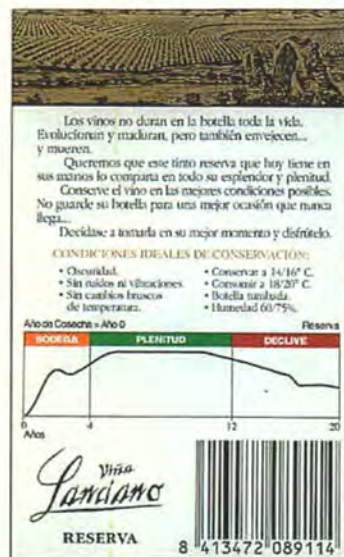 Los vinos no duran en la botella toda la vida.
Evolucionan y maduran, pero también envejecen...
y mueren.
Queremos que este tinto reserva que hoy tiene en
sus manos lo comparta en todo su esplendor y plenitud.
Conserve el vino en las mejores condiciones posibles.
No guarde su botella para una mejor ocasión que nunca
llega...
Decídase a tomarla en su mejor momento y disfrútelo.
CONDICIONES IDEALES DE CONSERVACIÓN:
• Oscuridad.
• Sin ruidos ni vibraciones.
• Sin cambios bruscos
de temperatura.
• Conservar a 14/16° C.
• Consumir a 18/20° C.
• Botella tumbada.
• Humedad 60/75%.
Año de Cosecha = Año 0 Reserva
BODEGA PLENITUD DECLIVE
0 4 12 20
Años
Viña
Lanciano
RESERVA
8 413472 089114